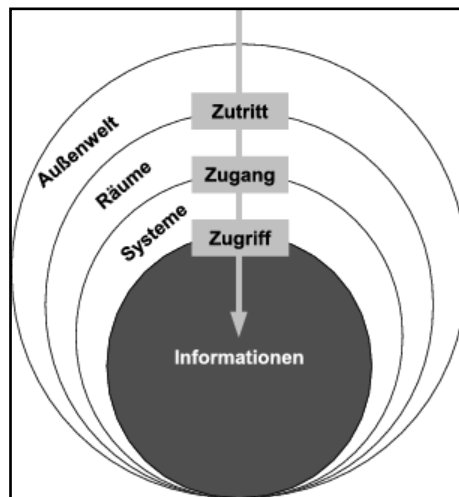 Zutritt
Außenwelt
Zugang
Räume
Zugriff
Systeme
Informationen